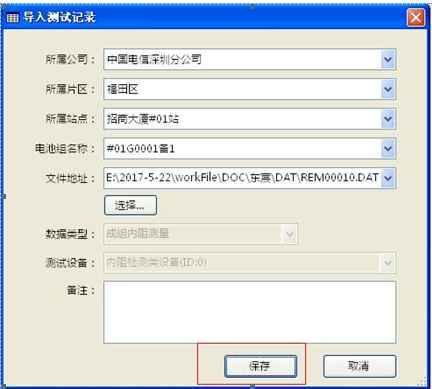 导入测试记录
所属公司： 中国电信深圳分公司
所属片区： 福田区
所属站点： 招商大厦#01站
电池组名称： #01G0001备1
文件地址： E:\2017-5-22\workFile\DOC\东寰\DAT\REM00010.DAT
选择...
数据类型： 成组内阻测量
测试设备： 内阻检测类设备(ID:0)
备注：
保存 取消